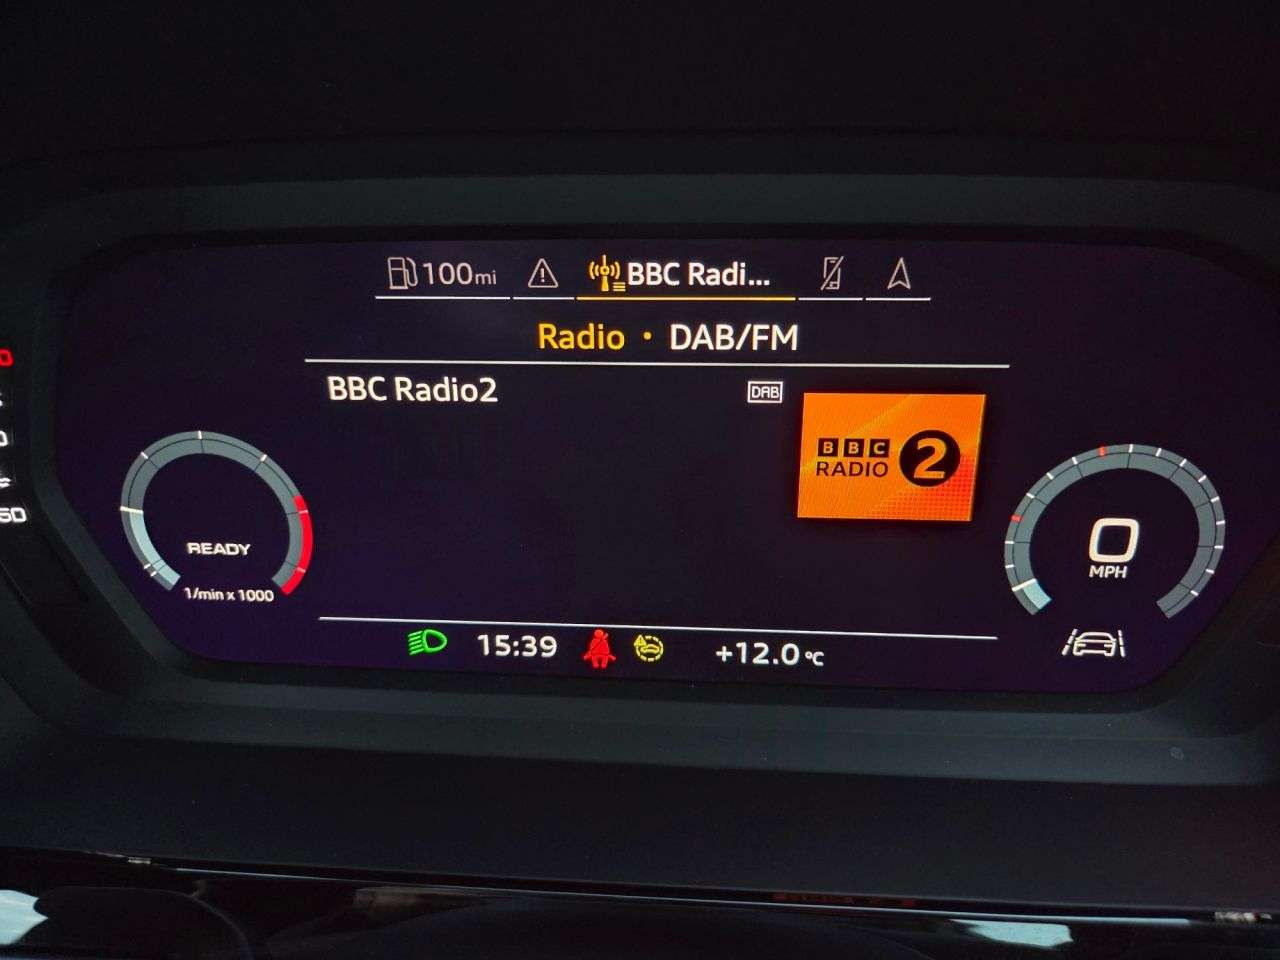 100mi
BBC Radi...
Radio • DAB/FM
BBC Radio2
DAB
BBC
RADIO 2
READY
1/min x 1000
0
MPH
15:39
+12.0°C